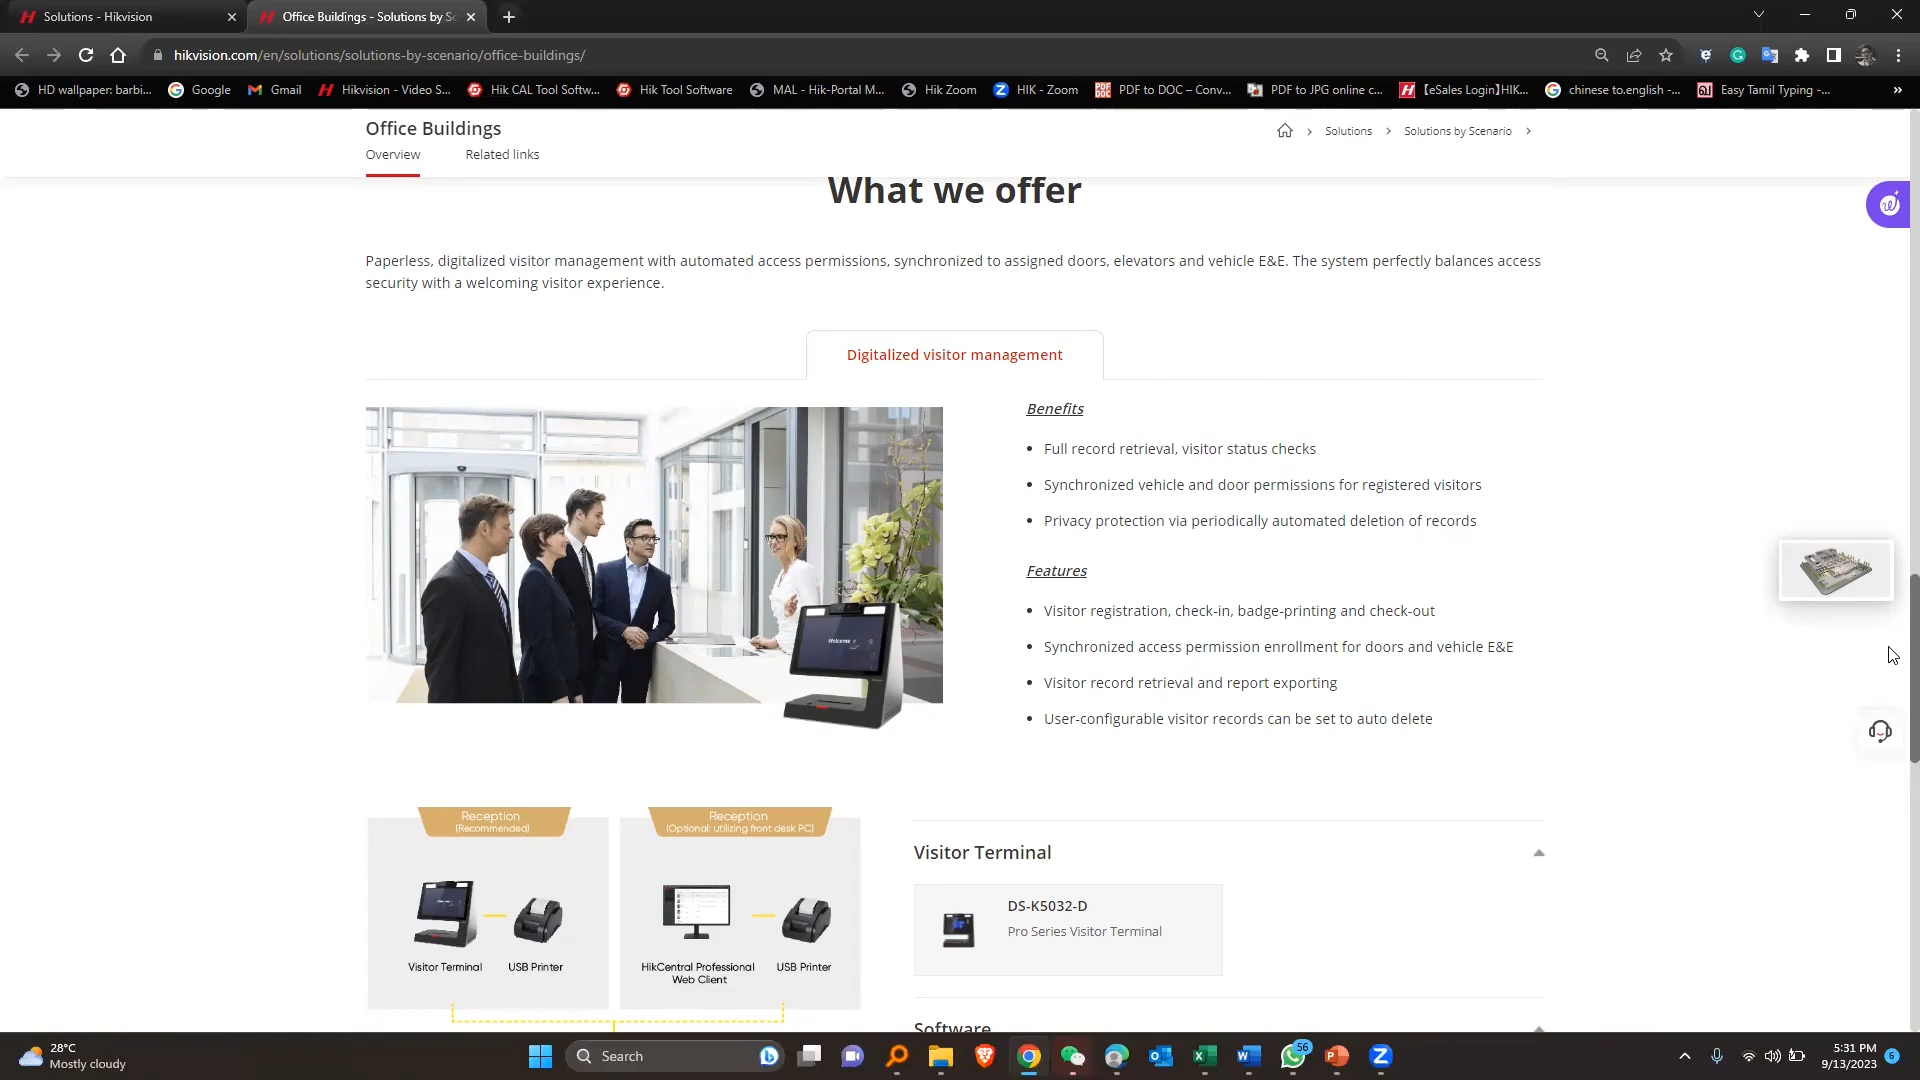 Solutions - Hikvision
Office Buildings - Solutions by Sc
hikvision.com/en/solutions/solutions-by-scenario/office-buildings/
HD wallpaper: barbi...
Google
Gmail
Hikvision - Video S...
Hik CAL Tool Softw...
Hik Tool Software
MAL - Hik-Portal M...
Hik Zoom
HIK - Zoom
PDF to DOC – Conv...
PDF to JPG online c...
【eSales Login】HIK...
chinese to.english -...
Easy Tamil Typing -...
»
Office Buildings
Solutions
Solutions by Scenario
Overview
Related links
What we offer
Paperless, digitalized visitor management with automated access permissions, synchronized to assigned doors, elevators and vehicle E&E. The system perfectly balances access
security with a welcoming visitor experience.
Digitalized visitor management
Benefits
• Full record retrieval, visitor status checks
• Synchronized vehicle and door permissions for registered visitors
• Privacy protection via periodically automated deletion of records
Features
• Visitor registration, check-in, badge-printing and check-out
• Synchronized access permission enrollment for doors and vehicle E&E
• Visitor record retrieval and report exporting
• User-configurable visitor records can be set to auto delete
Welcome
Reception
(Recommended)
Reception
(Optional: utilizing front desk PC)
Visitor Terminal
USB Printer
HikCentral Professional
Web Client
USB Printer
Visitor Terminal
DS-K5032-D
Pro Series Visitor Terminal
Software
28°C
Mostly cloudy
Search
56
5:31 PM
9/13/2023
6